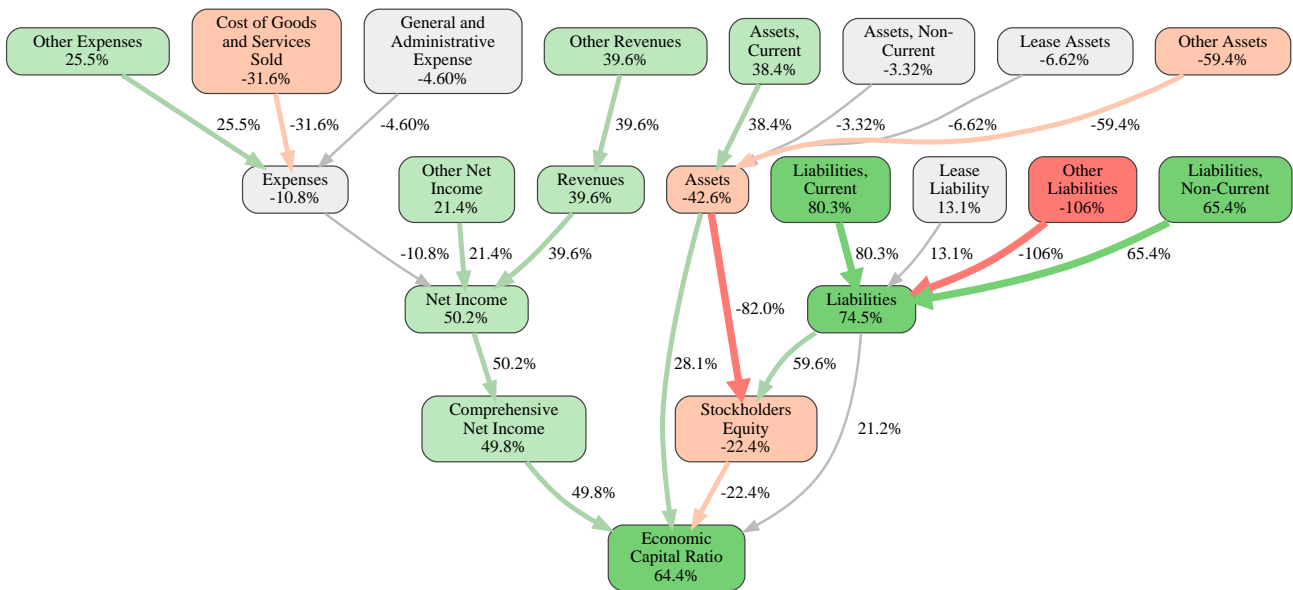 Other Expenses
25.5%
Cost of Goods
and Services
Sold
-31.6%
General and
Administrative
Expense
-4.60%
Other Revenues
39.6%
Assets,
Current
38.4%
Assets, Non-
Current
-3.32%
Lease Assets
-6.62%
Other Assets
-59.4%
25.5%
-31.6%
-4.60%
39.6%
38.4%
-3.32%
-6.62%
-59.4%
Expenses
-10.8%
Other Net
Income
21.4%
Revenues
39.6%
Assets
-42.6%
Liabilities,
Current
80.3%
Lease
Liability
13.1%
Other
Liabilities
-106%
Liabilities,
Non-Current
65.4%
-10.8%
21.4%
39.6%
80.3%
13.1%
-106%
65.4%
Net Income
50.2%
-82.0%
Liabilities
74.5%
50.2%
28.1%
59.6%
Comprehensive
Net Income
49.8%
Stockholders
Equity
-22.4%
21.2%
49.8%
-22.4%
Economic
Capital Ratio
64.4%